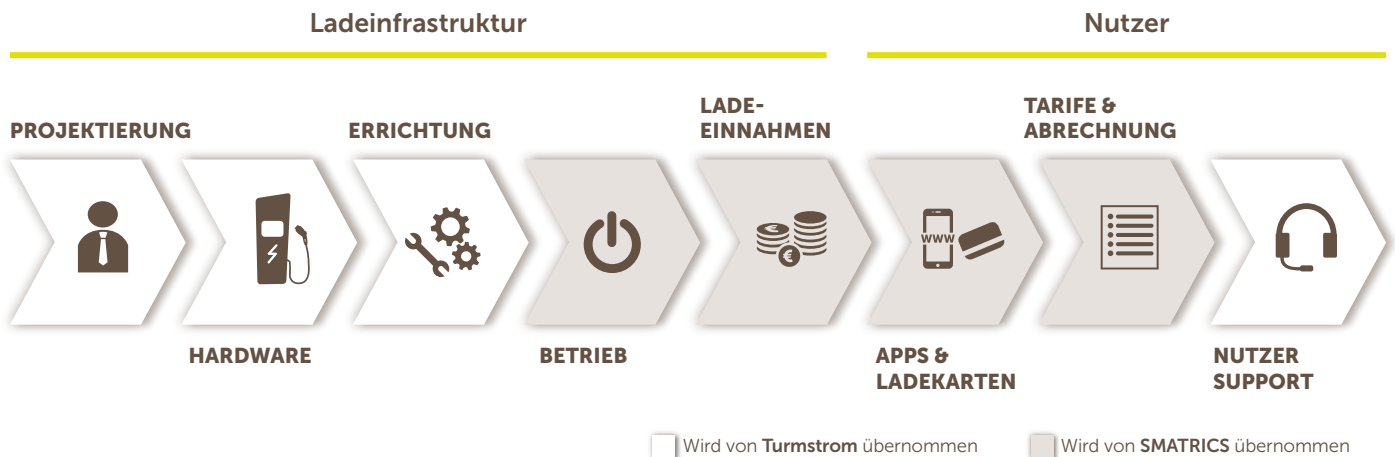 Ladeinfrastruktur
Nutzer
PROJEKTIERUNG
ERRICHTUNG
LADE-
EINNAHMEN
TARIFE &
ABRECHNUNG
€
€
www
HARDWARE
BETRIEB
APPS &
LADEKARTEN
NUTZER
SUPPORT
Wird von Turmstrom übernommen
Wird von SMATRICS übernommen